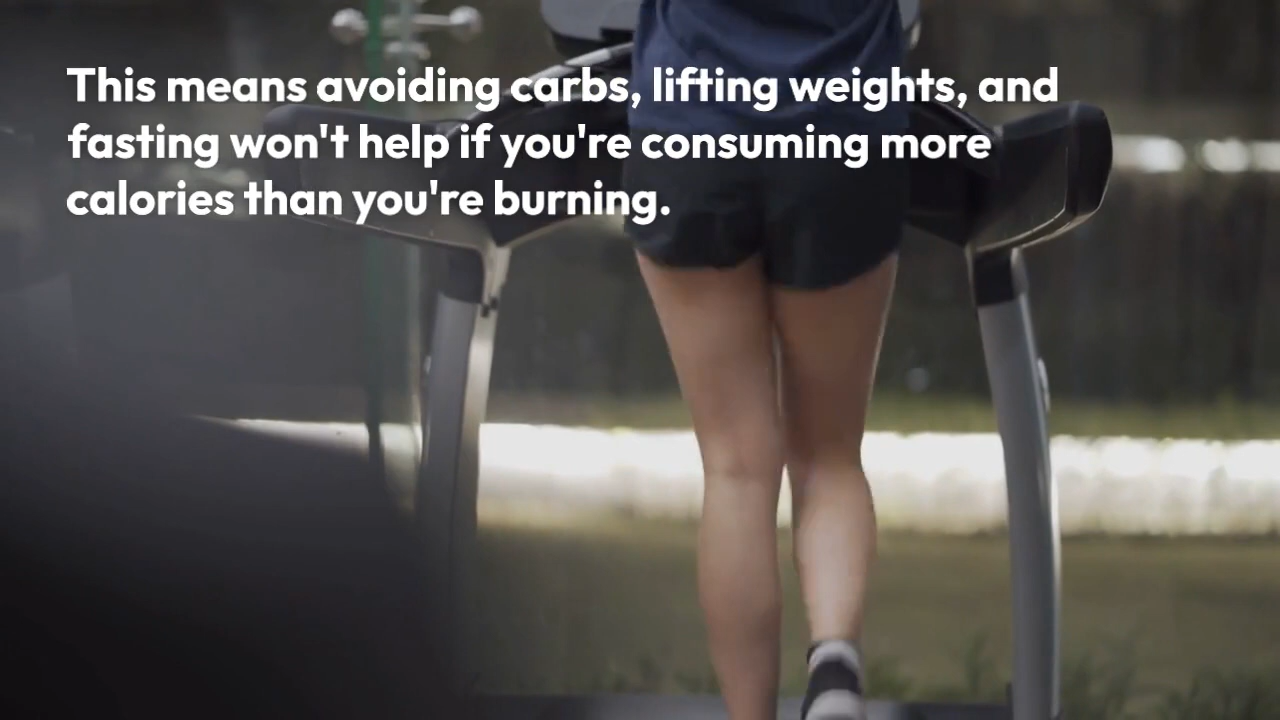 This means avoiding carbs, lifting weights, and
fasting won't help if you're consuming more
calories than you're burning.